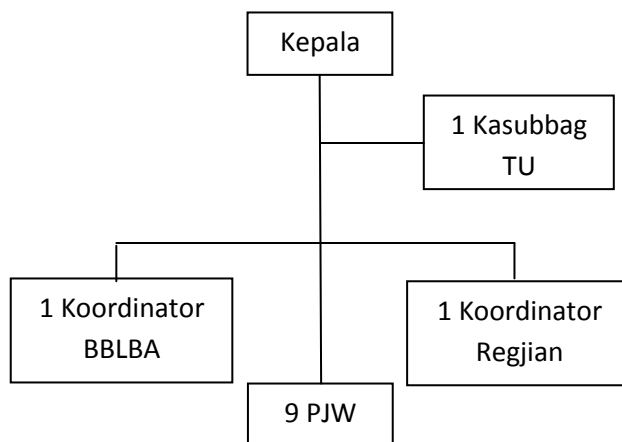 Kepala
1 Kasubbag
TU
1 Koordinator
BBLBA
1 Koordinator
Regjian
9 PJW